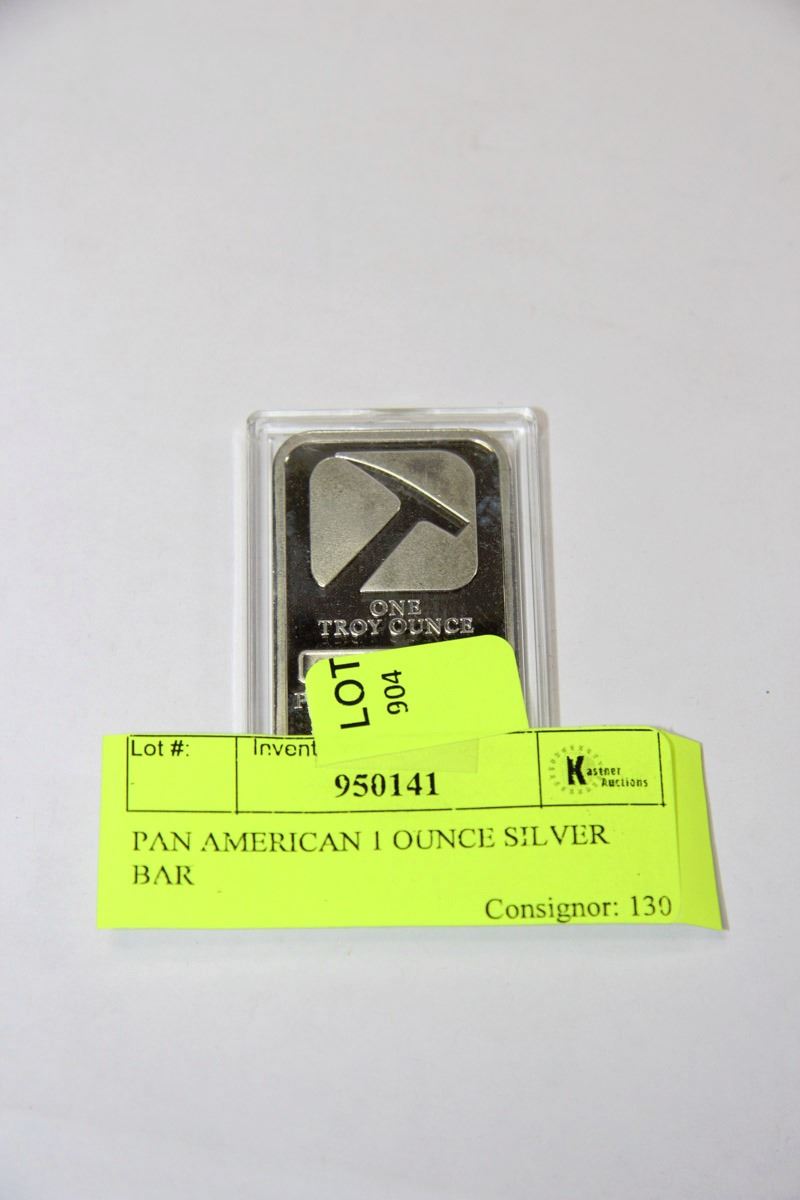 ONE
TROY OUNCE
LOT
904
Lot #:
Invent
950141
Kastner
Auctions
PAN AMERICAN 1 OUNCE SILVER
BAR
Consignor: 130